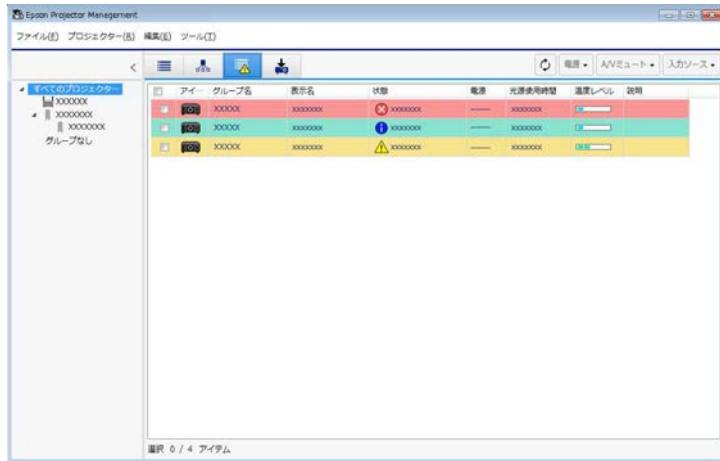 Epson Projector Management
ファイル(F) プロジェクター(R) 編集(E) ツール(T)
電源 A/Vミュート 入力ソース
すべてのプロジェクター
XXXXXX
XXXXXXX
XXXXXXX
グループなし
アイ… グループ名 表示名 状態 電源 光源使用時間 温度レベル 説明
XXXXX XXXXXXX XXXXXXX ---- XXXXXXX
XXXXX XXXXXXX XXXXXXX ---- XXXXXXX
XXXXX XXXXXXX XXXXXXX ---- XXXXXXX
選択 0 / 4 アイテム